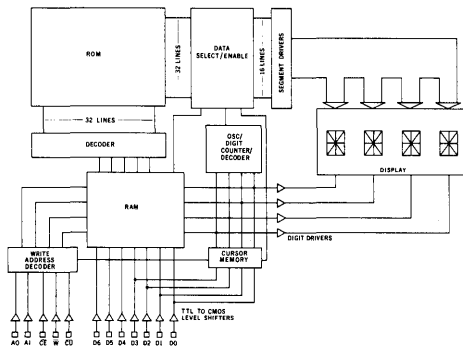 ROM
32 LINES
DATA
SELECT/ENABLE
16 LINES
SEGMENT DRIVERS
32 LINES
DECODER
OSC/
DIGIT
COUNTER/
DECODER
DISPLAY
RAM
DIGIT DRIVERS
WRITE
ADDRESS
DECODER
CURSOR
MEMORY
TTL TO CMOS
LEVEL SHIFTERS
A0 A1 C̅E̅ W̅ C̅U̅ D6 D5 D4 D3 D2 D1 D0